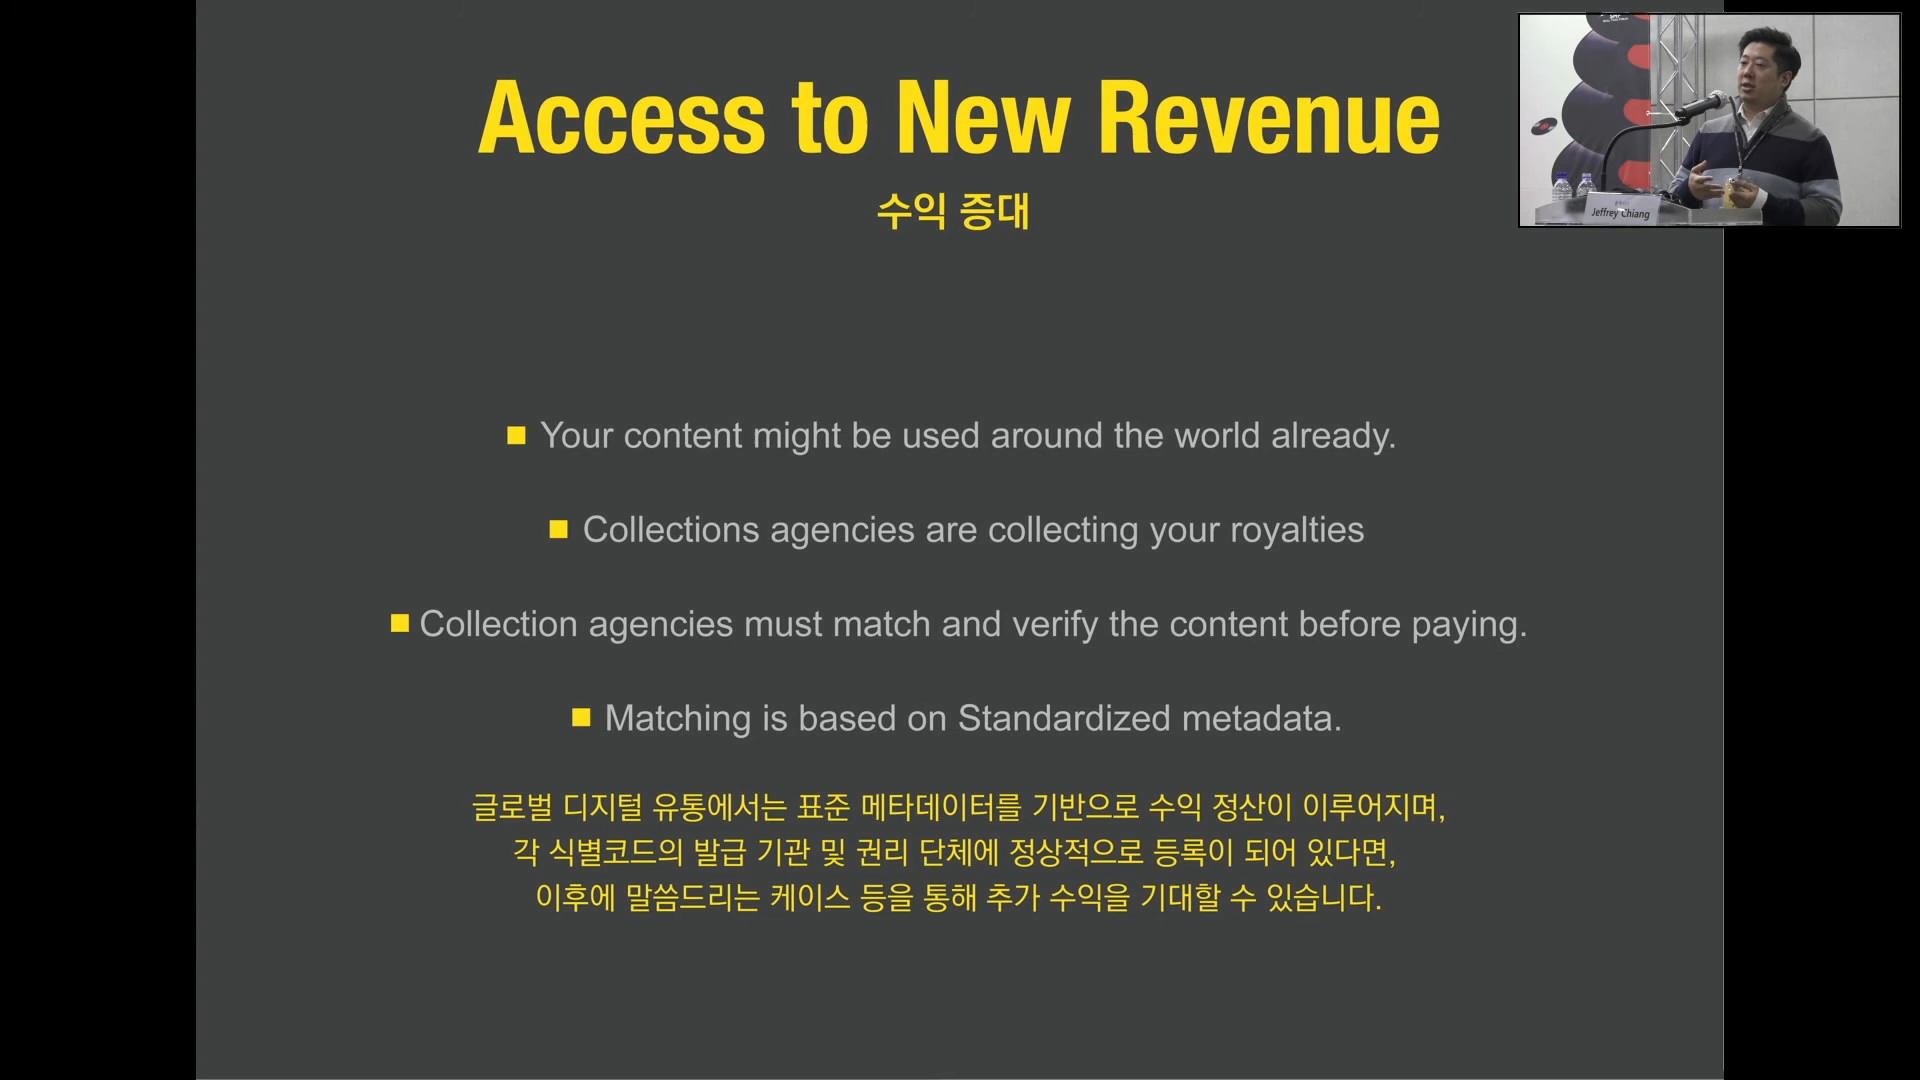 Access to New Revenue
수익 증대
Your content might be used around the world already.
Collections agencies are collecting your royalties
Collection agencies must match and verify the content before paying.
Matching is based on Standardized metadata.
글로벌 디지털 유통에서는 표준 메타데이터를 기반으로 수익 정산이 이루어지며,
각 식별코드의 발급 기관 및 권리 단체에 정상적으로 등록이 되어 있다면,
이후에 말씀드리는 케이스 등을 통해 추가 수익을 기대할 수 있습니다.
Jeffrey Chiang